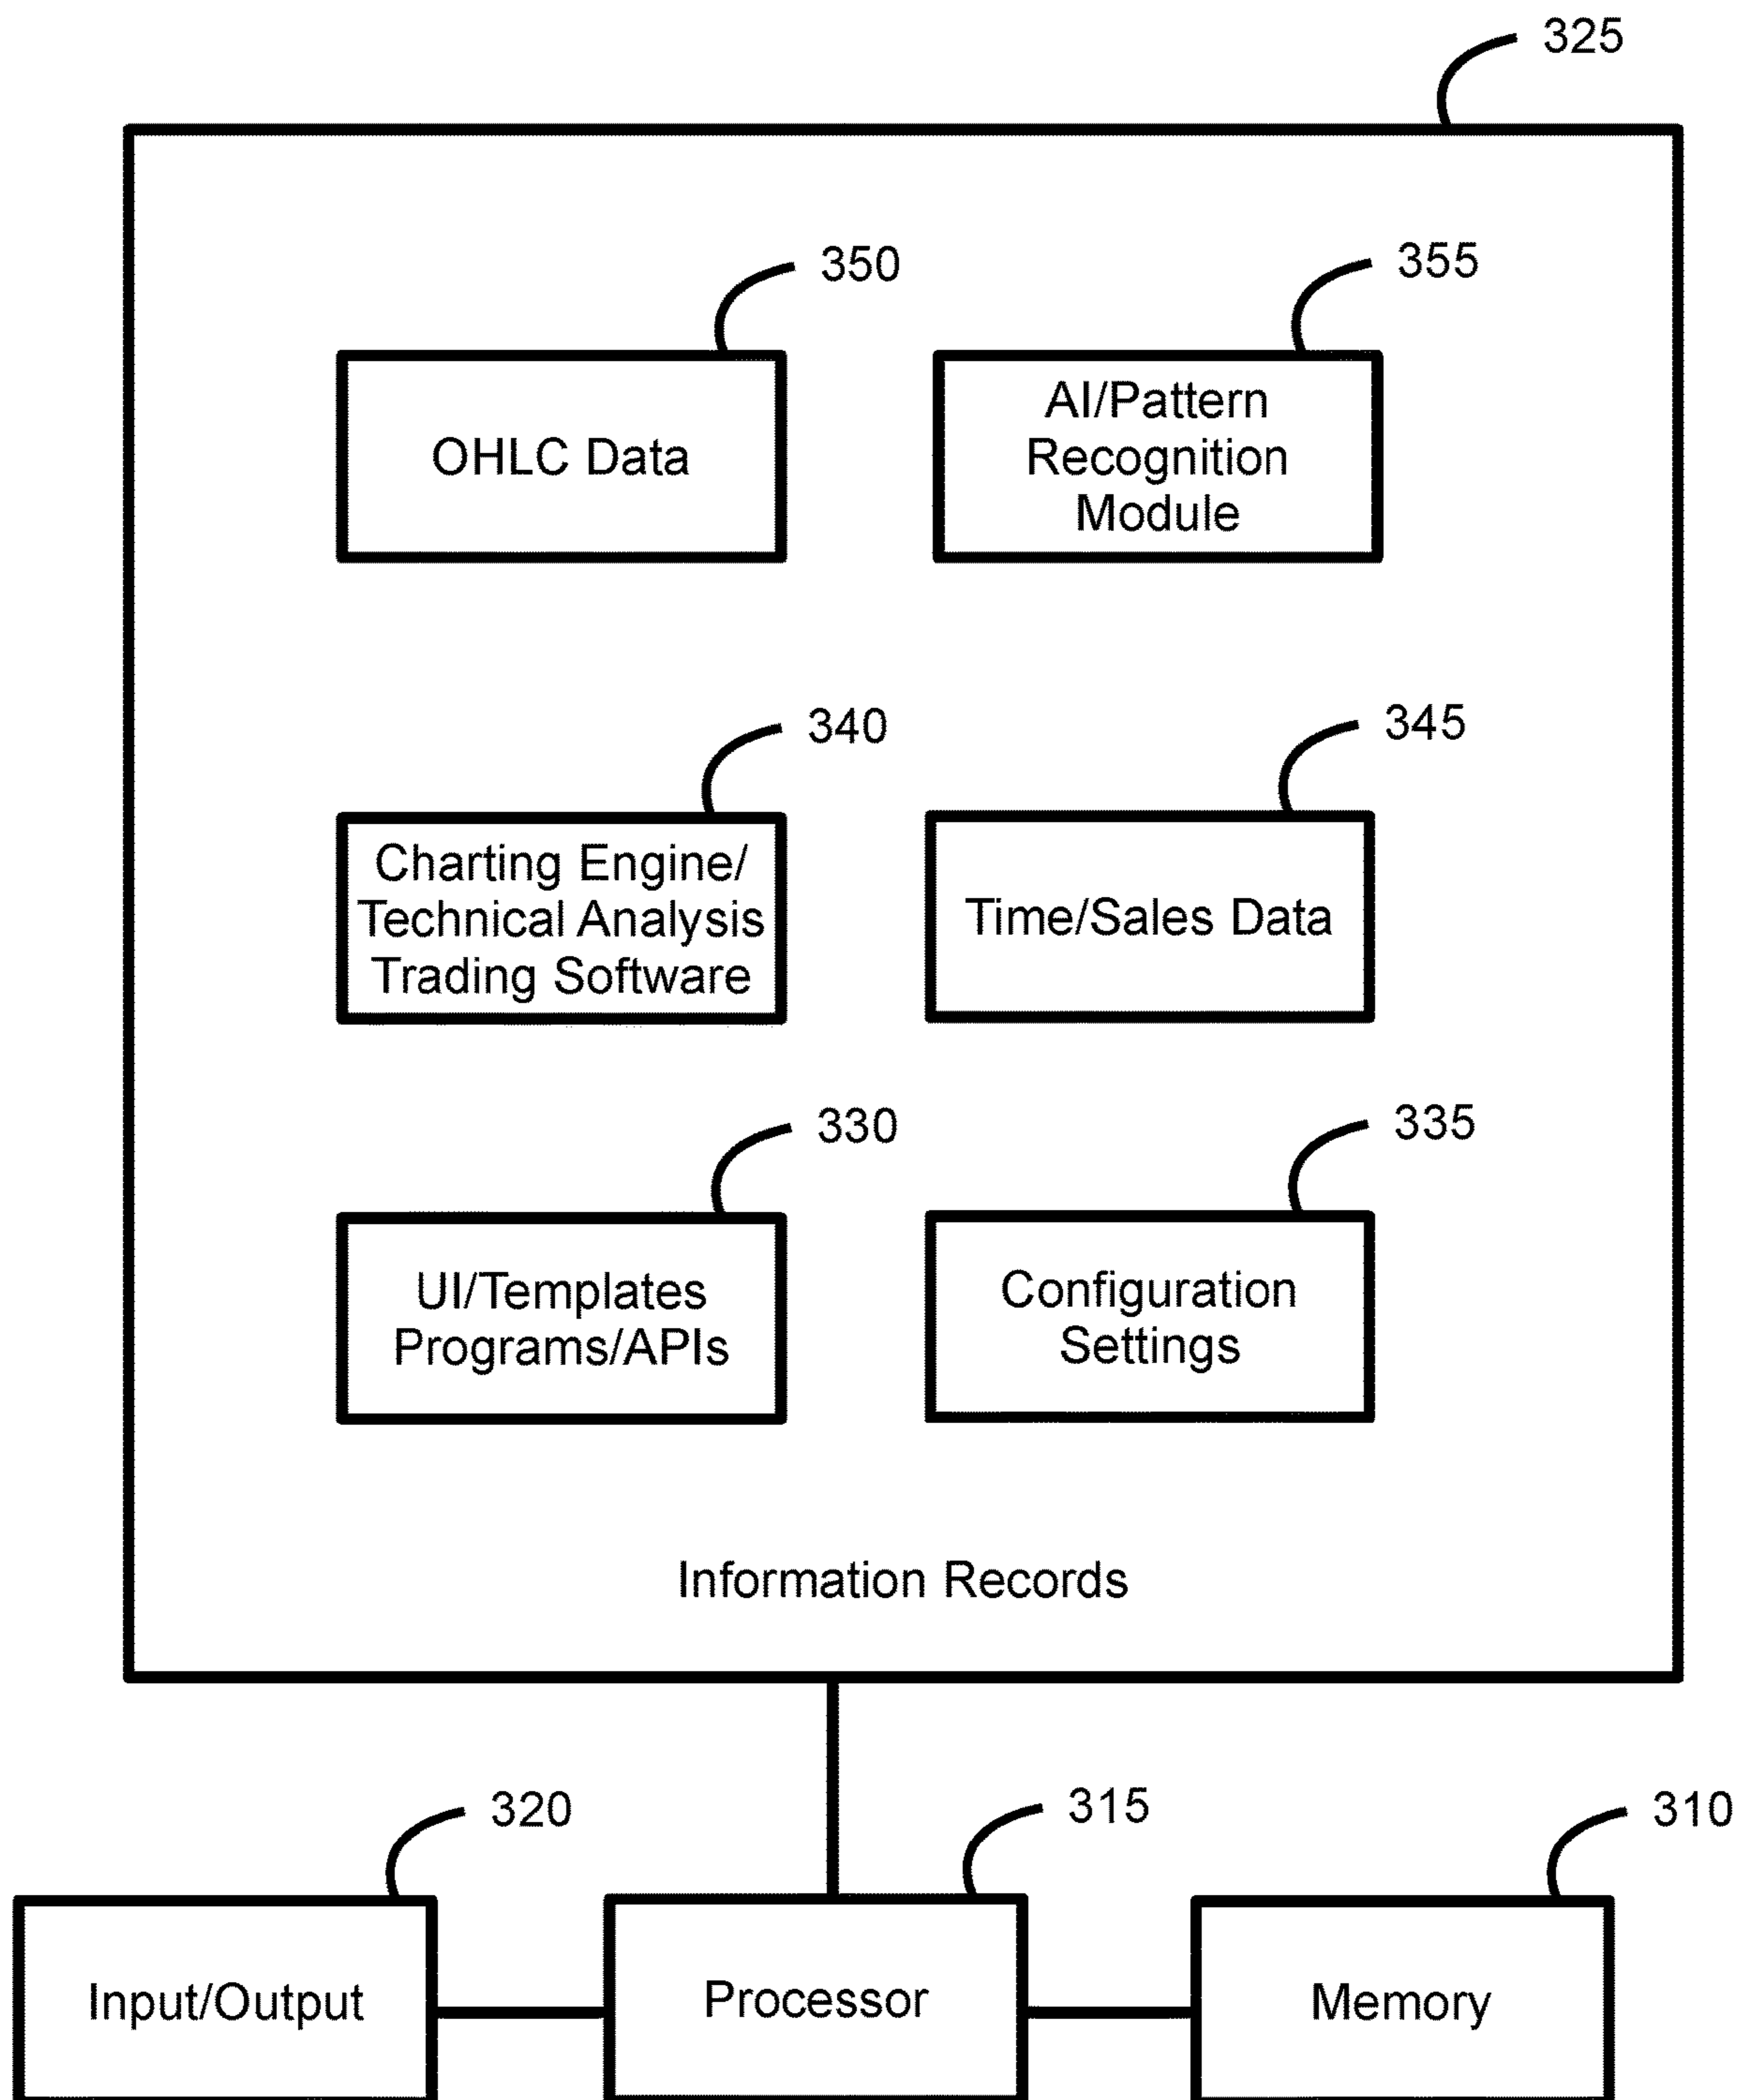 325
350
355
OHLC Data
AI/Pattern
Recognition
Module
340
345
Charting Engine/
Technical Analysis
Trading Software
Time/Sales Data
330
335
UI/Templates
Programs/APIs
Configuration
Settings
Information Records
320
315
310
Input/Output
Processor
Memory